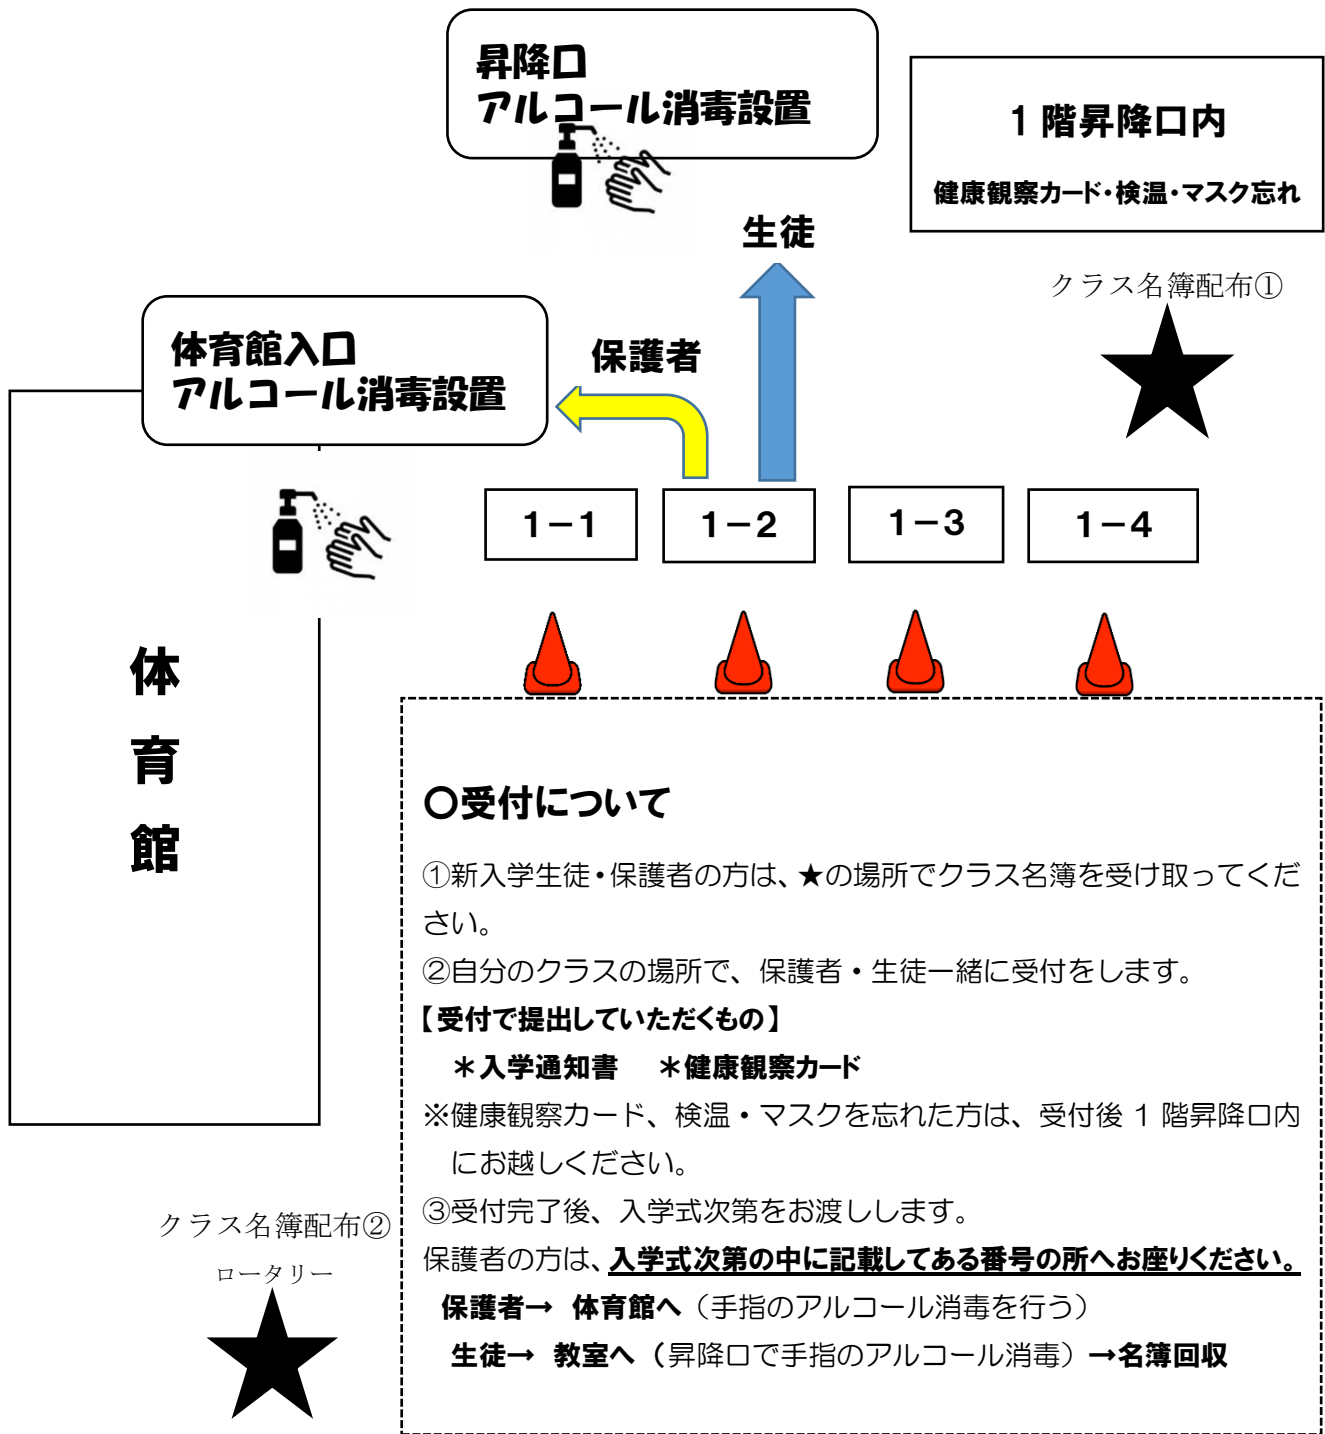 昇降口
アルコール消毒設置
1階昇降口内
健康観察カード・検温・マスク忘れ
生徒
クラス名簿配布①
体育館入口
アルコール消毒設置
保護者
1－1
1－2
1－3
1－4
体育館
〇受付について
①新入学生徒・保護者の方は、★の場所でクラス名簿を受け取ってくだ
さい。
②自分のクラスの場所で、保護者・生徒一緒に受付をします。
【受付で提出していただくもの】
＊入学通知書　＊健康観察カード
※健康観察カード、検温・マスクを忘れた方は、受付後 1 階昇降口内
にお越しください。
③受付完了後、入学式次第をお渡しします。
保護者の方は、入学式次第の中に記載してある番号の所へお座りください。
保護者→ 体育館へ（手指のアルコール消毒を行う）
生徒→ 教室へ（昇降口で手指のアルコール消毒）→名簿回収
クラス名簿配布②
ロータリー